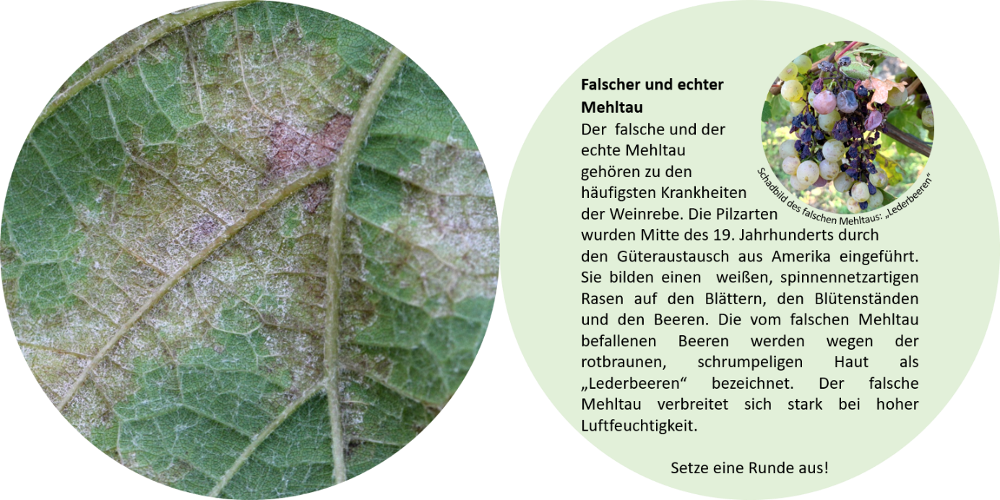 Falscher und echter
Mehltau
Der falsche und der
echte Mehltau
gehören zu den
häufigsten Krankheiten
der Weinrebe. Die Pilzarten
wurden Mitte des 19. Jahrhunderts durch
den Güteraustausch aus Amerika eingeführt.
Sie bilden einen weißen, spinnennetzartigen
Rasen auf den Blättern, den Blütenständen
und den Beeren. Die vom falschen Mehltau
befallenen Beeren werden wegen der
rotbraunen, schrumpeligen Haut als
„Lederbeeren“ bezeichnet. Der falsche
Mehltau verbreitet sich stark bei hoher
Luftfeuchtigkeit.
Schadbild des falschen Mehltaus: „Lederbeeren“
Setze eine Runde aus!